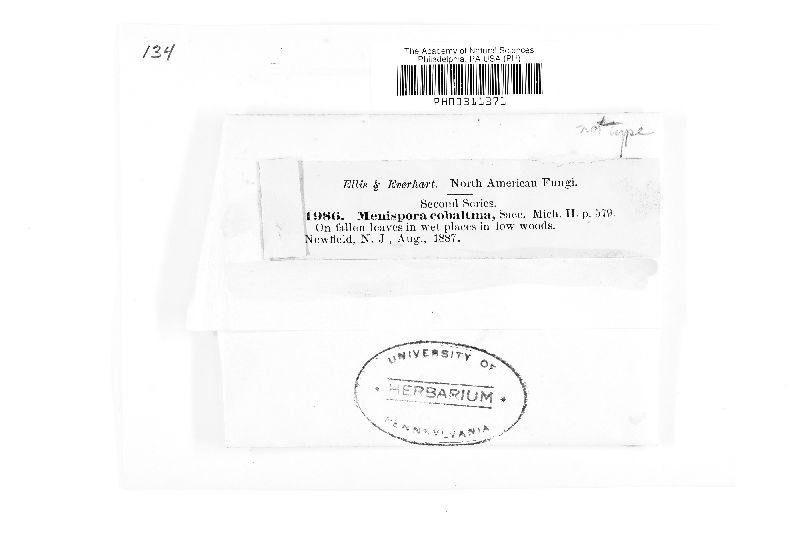 134
The Academy of Natural Sciences
Philadelphia, PA USA (PH)
PH00311371
not type
Ellis & Everhart. North American Fungi.
Second Series.
1986. Menispora cobaltina, Sacc. Mich. II. p. 579.
On fallen leaves in wet places in low woods.
Newfield, N. J., Aug., 1887.
UNIVERSITY OF
HERBARIUM
PENNSYLVANIA